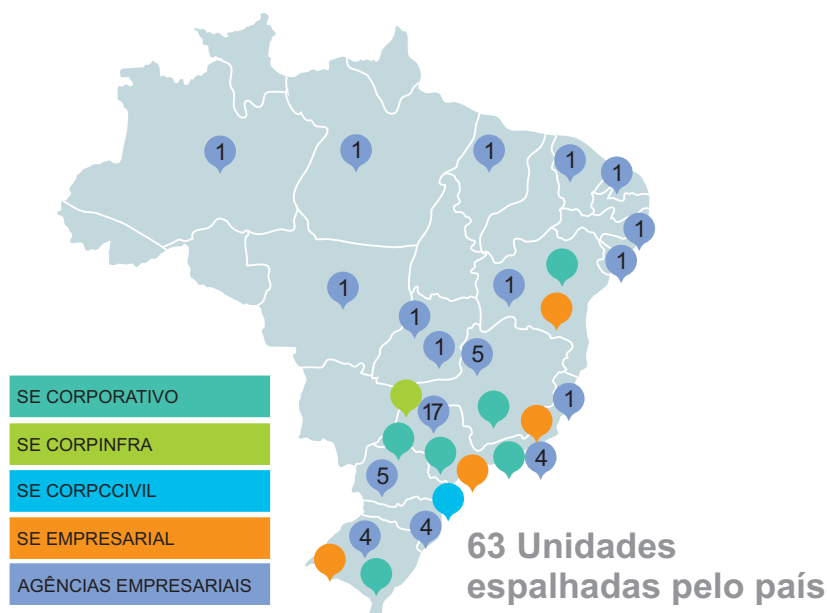 1
1
1
1
1
1
1
1
1
1
1
5
17
1
4
5
4
4
SE CORPORATIVO
SE CORPINFRA
SE CORPCCIVIL
SE EMPRESARIAL
AGÊNCIAS EMPRESARIAIS
63 Unidades
espalhadas pelo país